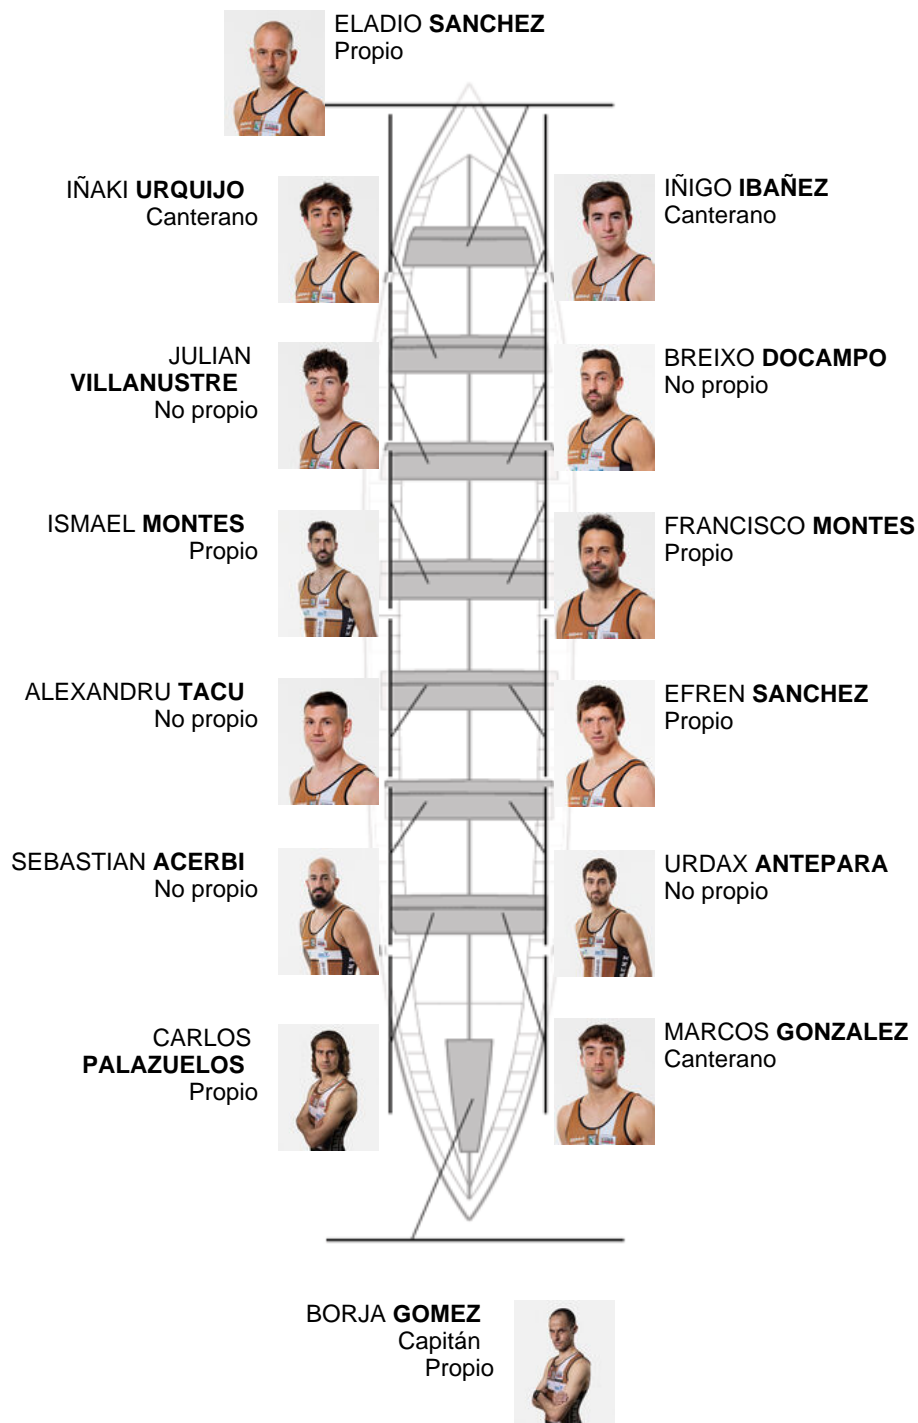 ELADIO SANCHEZ
Propio
IÑAKI URQUIJO
Canterano
IÑIGO IBAÑEZ
Canterano
JULIAN
VILLANUSTRE
No propio
BREIXO DOCAMPO
No propio
ISMAEL MONTES
Propio
FRANCISCO MONTES
Propio
ALEXANDRU TACU
No propio
EFREN SANCHEZ
Propio
SEBASTIAN ACERBI
No propio
URDAX ANTEPARA
No propio
CARLOS
PALAZUELOS
Propio
MARCOS GONZALEZ
Canterano
BORJA GOMEZ
Capitán
Propio